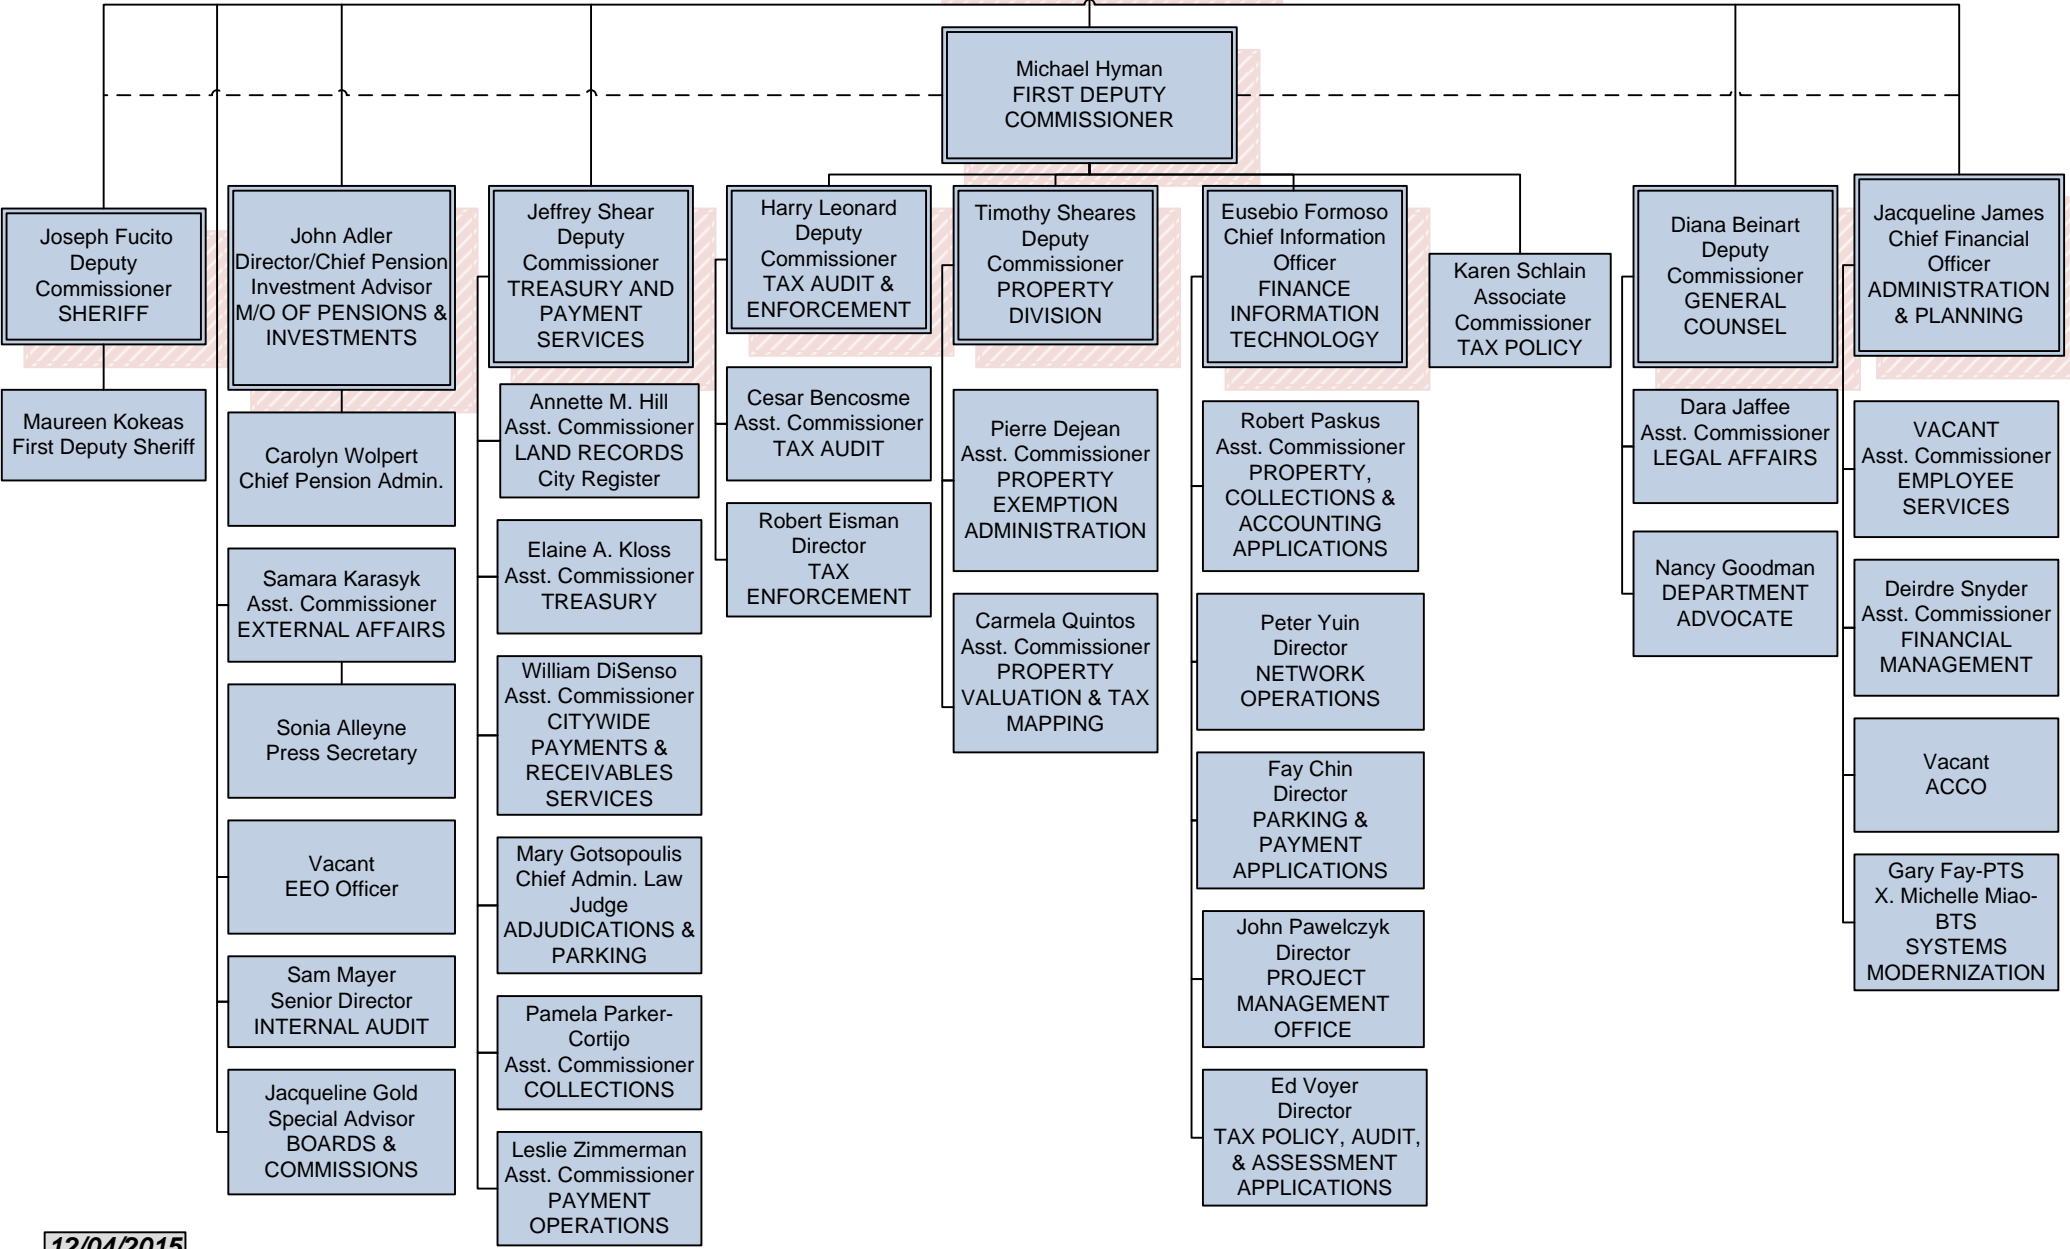 Michael Hyman
FIRST DEPUTY
COMMISSIONER
Joseph Fucito
Deputy
Commissioner
SHERIFF
Maureen Kokeas
First Deputy Sheriff
John Adler
Director/Chief Pension
Investment Advisor
M/O OF PENSIONS &
INVESTMENTS
Carolyn Wolpert
Chief Pension Admin.
Samara Karasyk
Asst. Commissioner
EXTERNAL AFFAIRS
Sonia Alleyne
Press Secretary
Vacant
EEO Officer
Sam Mayer
Senior Director
INTERNAL AUDIT
Jacqueline Gold
Special Advisor
BOARDS &
COMMISSIONS
Jeffrey Shear
Deputy
Commissioner
TREASURY AND
PAYMENT
SERVICES
Annette M. Hill
Asst. Commissioner
LAND RECORDS
City Register
Elaine A. Kloss
Asst. Commissioner
TREASURY
William DiSenso
Asst. Commissioner
CITYWIDE
PAYMENTS &
RECEIVABLES
SERVICES
Mary Gotsopoulis
Chief Admin. Law
Judge
ADJUDICATIONS &
PARKING
Pamela Parker-
Cortijo
Asst. Commissioner
COLLECTIONS
Leslie Zimmerman
Asst. Commissioner
PAYMENT
OPERATIONS
Harry Leonard
Deputy
Commissioner
TAX AUDIT &
ENFORCEMENT
Cesar Bencosme
Asst. Commissioner
TAX AUDIT
Robert Eisman
Director
TAX
ENFORCEMENT
Timothy Sheares
Deputy
Commissioner
PROPERTY
DIVISION
Pierre Dejean
Asst. Commissioner
PROPERTY
EXEMPTION
ADMINISTRATION
Carmela Quintos
Asst. Commissioner
PROPERTY
VALUATION & TAX
MAPPING
Eusebio Formoso
Chief Information
Officer
FINANCE
INFORMATION
TECHNOLOGY
Robert Paskus
Asst. Commissioner
PROPERTY,
COLLECTIONS &
ACCOUNTING
APPLICATIONS
Peter Yuin
Director
NETWORK
OPERATIONS
Fay Chin
Director
PARKING &
PAYMENT
APPLICATIONS
John Pawelczyk
Director
PROJECT
MANAGEMENT
OFFICE
Ed Voyer
Director
TAX POLICY, AUDIT,
& ASSESSMENT
APPLICATIONS
Karen Schlain
Associate
Commissioner
TAX POLICY
Diana Beinart
Deputy
Commissioner
GENERAL
COUNSEL
Dara Jaffee
Asst. Commissioner
LEGAL AFFAIRS
Nancy Goodman
DEPARTMENT
ADVOCATE
Jacqueline James
Chief Financial
Officer
ADMINISTRATION
& PLANNING
VACANT
Asst. Commissioner
EMPLOYEE
SERVICES
Deirdre Snyder
Asst. Commissioner
FINANCIAL
MANAGEMENT
Vacant
ACCO
Gary Fay-PTS
X. Michelle Miao-
BTS
SYSTEMS
MODERNIZATION
12/04/2015